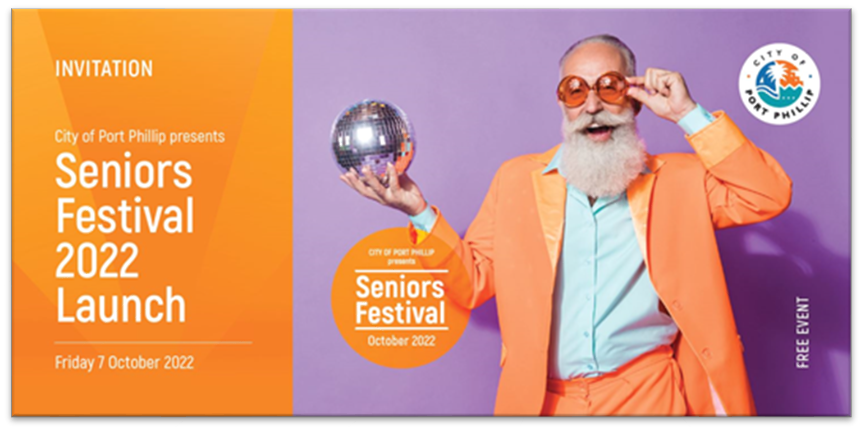 INVITATION
City of Port Phillip presents
Seniors
Festival
2022
Launch
Friday 7 October 2022
CITY OF PORT PHILLIP
presents
Seniors
Festival
October 2022
CITY OF
PORT PHILLIP
FREE EVENT